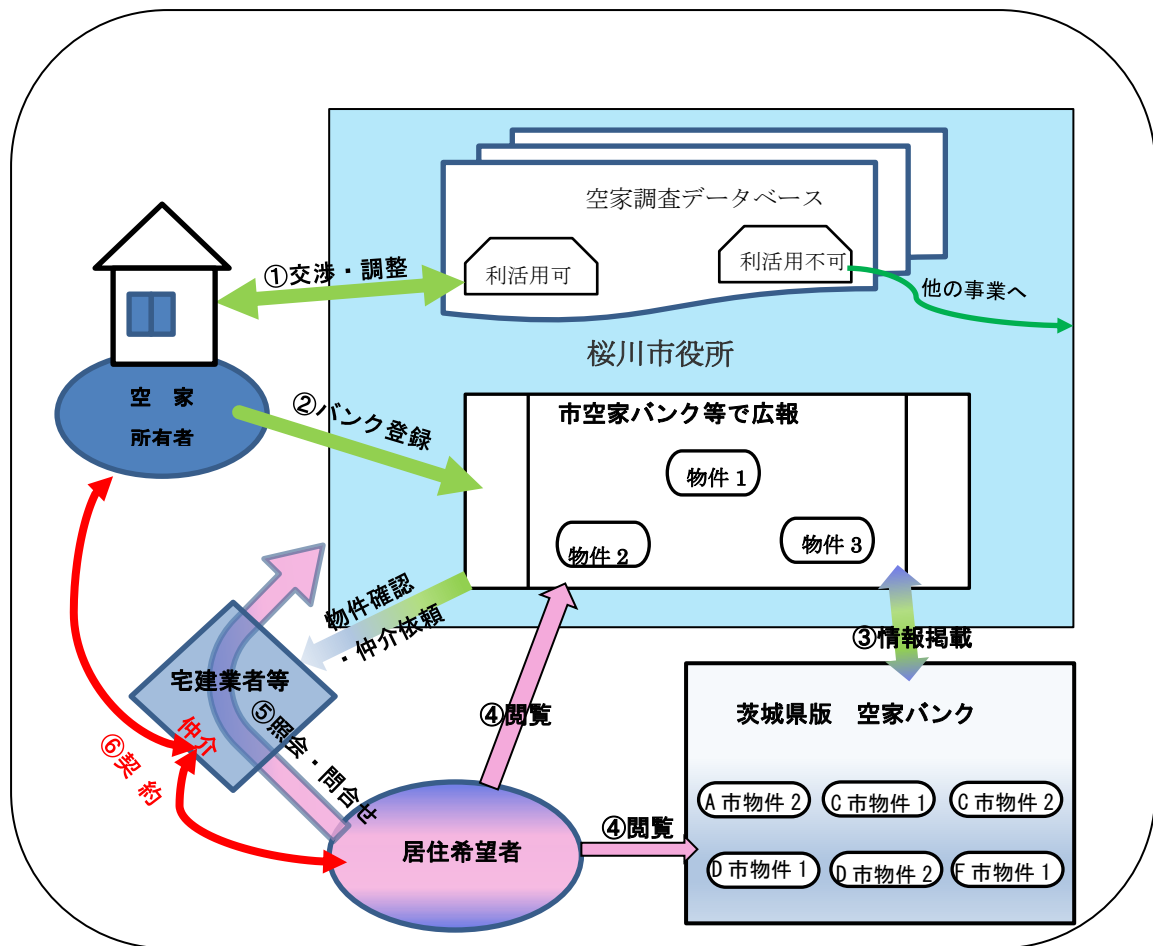 空家調査データベース
利活用可
利活用不可
①交渉・調整
他の事業へ
桜川市役所
空　家
所有者
②バンク登録
市空家バンク等で広報
物件 1
物件 2
物件 3
物件確認
・仲介依頼
③情報掲載
宅建業者等
仲介
⑤照会・問合せ
④閲覧
⑥契 約
茨城県版　空家バンク
A 市物件 2
C 市物件 1
C 市物件 2
居住希望者
④閲覧
D 市物件 1
D 市物件 2
F 市物件 1